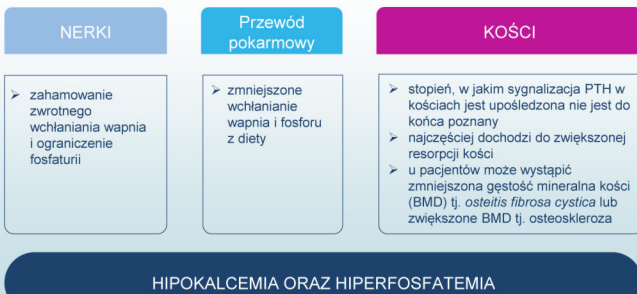 NERKI
Przewód
pokarmowy
KOŚCI
➢ zahamowanie
zwrotnego
wchłaniania wapnia
i ograniczenie
fosfaturii
➢ zmniejszone
wchłanianie
wapnia i fosforu
z diety
➢ stopień, w jakim sygnalizacja PTH w
kościach jest upośledzona nie jest do
końca poznany
➢ najczęściej dochodzi do zwiększonej
resorpcji kości
➢ u pacjentów może wystąpić
zmniejszona gęstość mineralna kości
(BMD) tj. osteitis fibrosa cystica lub
zwiększone BMD tj. osteoskleroza
HIPOKALCEMIA ORAZ HIPERFOSFATEMIA